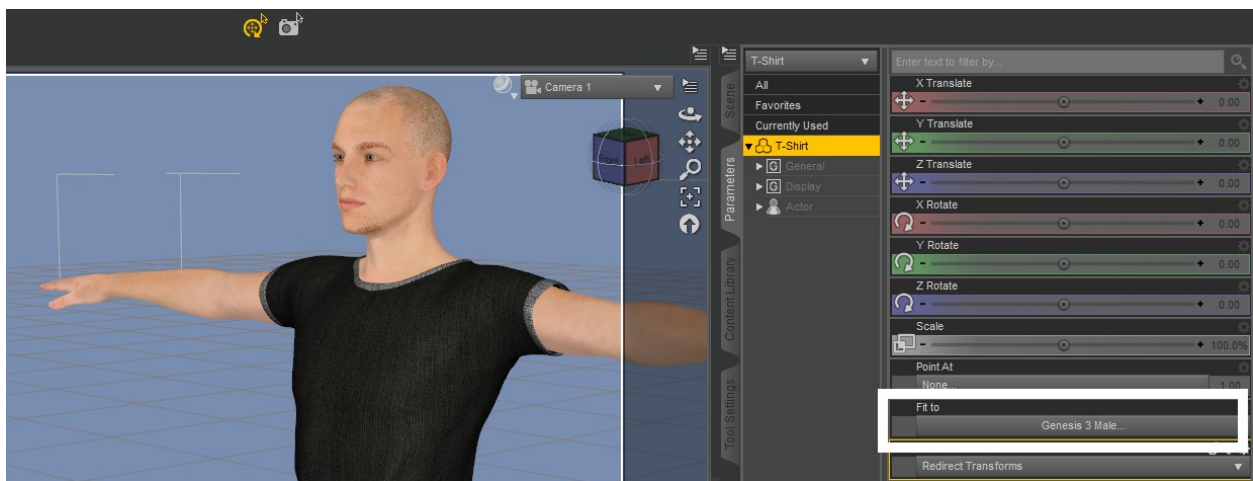 Camera 1
Left
Scene
Parameters
Content Library
Tool Settings
T-Shirt
All
Favorites
Currently Used
T-Shirt
G General
G Display
Actor
Enter text to filter by...
X Translate
- + 0.00
Y Translate
- + 0.00
Z Translate
- + 0.00
X Rotate
- + 0.00
Y Rotate
- + 0.00
Z Rotate
- + 0.00
Scale
- + 100.0%
Point At
None...
1.00
Fit to
Genesis 3 Male...
Redirect Transforms